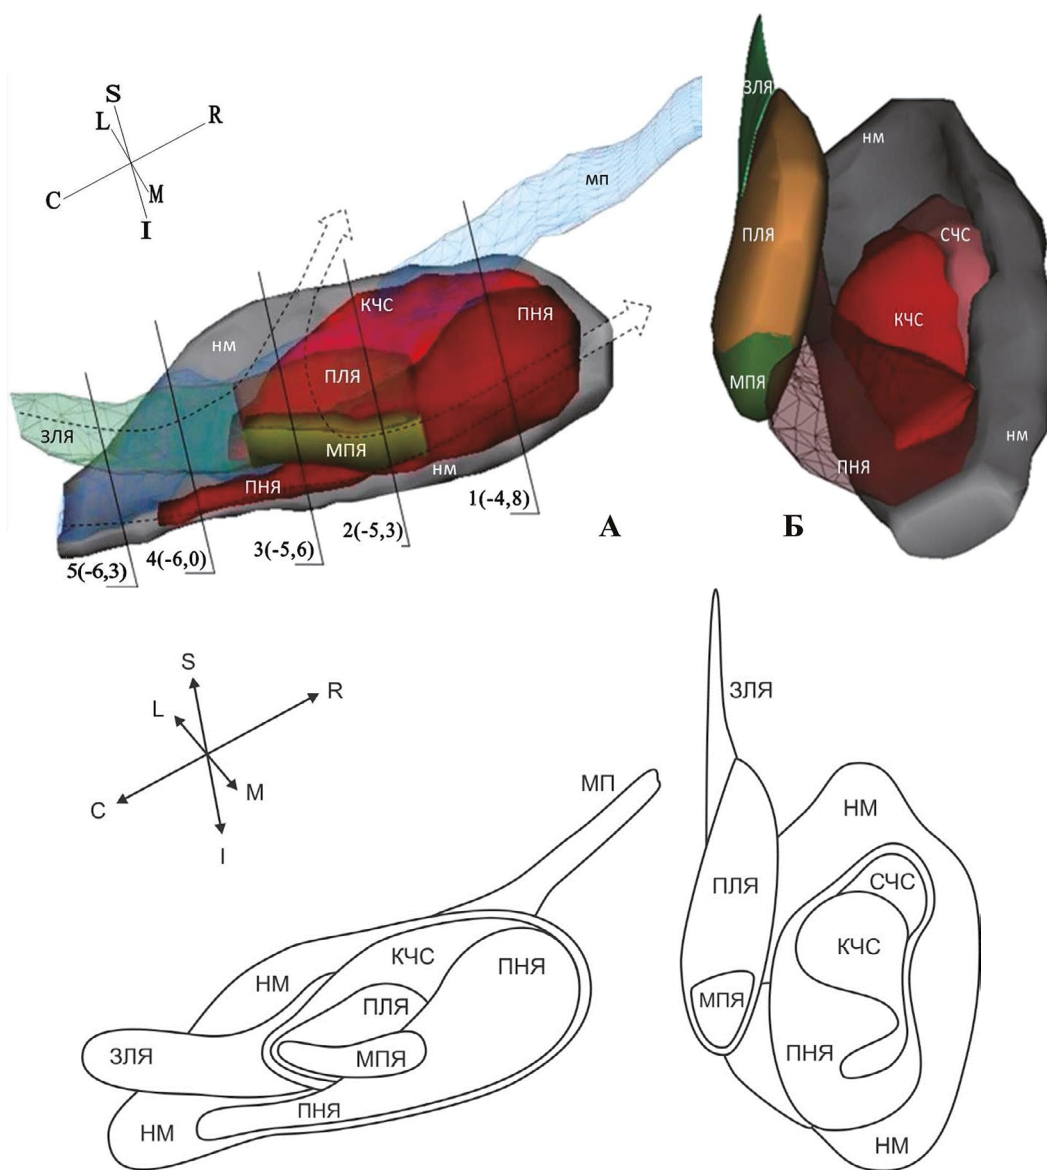 S
L
R
C
M
I
мп
КЧС
ПНЯ
нм
ПЛЯ
ЗЛЯ
МПЯ
нм
ПНЯ
1(-4,8)
2(-5,3)
3(-5,6)
4(-6,0)
5(-6,3)
А
ЗЛЯ
нм
ПЛЯ
СЧС
КЧС
МПЯ
нм
ПНЯ
Б
S
L
R
C
M
I
МП
КЧС
ПНЯ
НМ
ПЛЯ
ЗЛЯ
МПЯ
ПНЯ
НМ
ЗЛЯ
НМ
ПЛЯ
СЧС
КЧС
МПЯ
ПНЯ
НМ